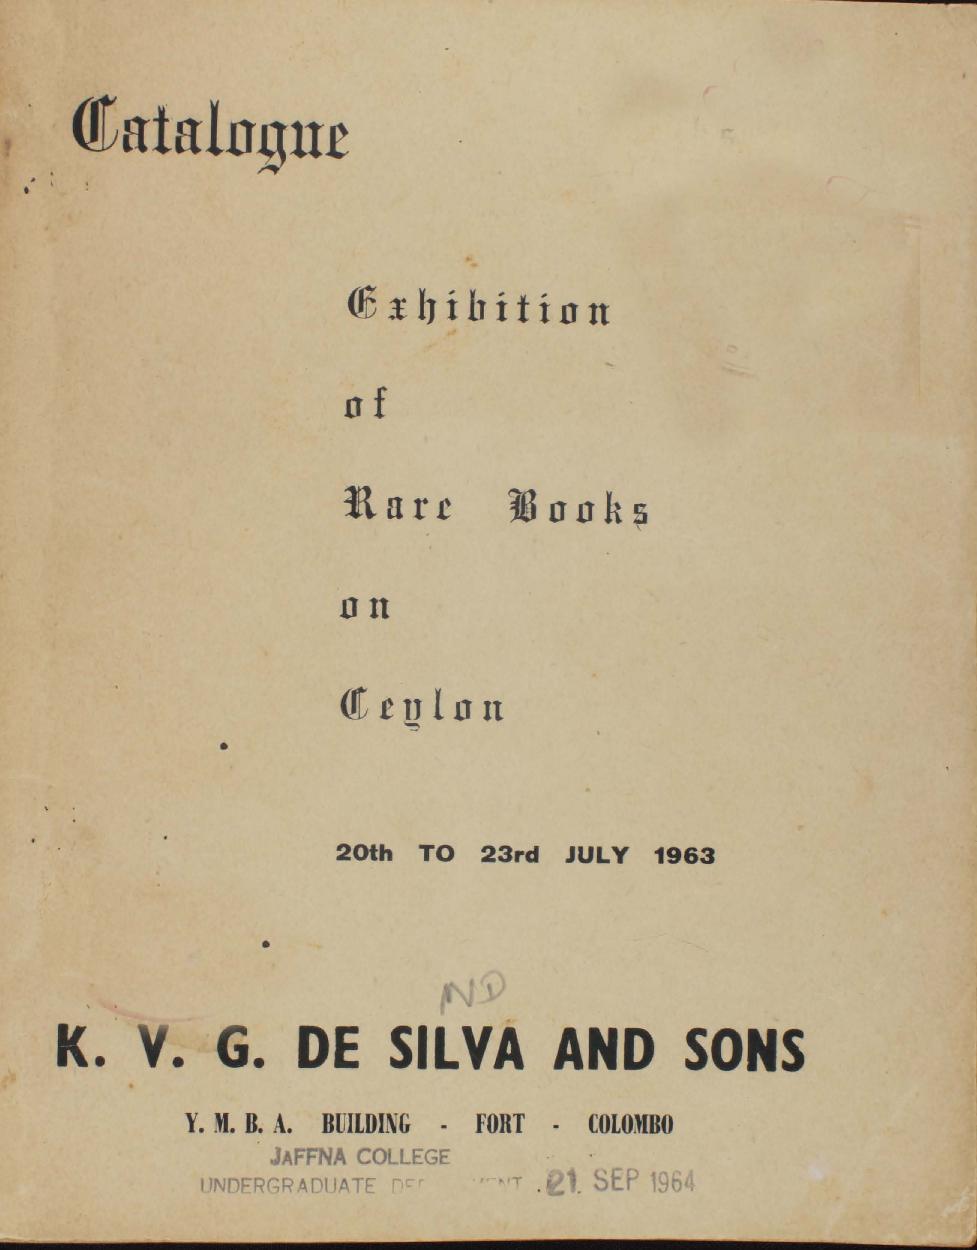 Catalogue
Exhibition
of
Rare Books
on
Ceylon
20th TO 23rd JULY 1963
ND
K. V. G. DE SILVA AND SONS
Y. M. B. A. BUILDING - FORT - COLOMBO
JAFFNA COLLEGE
UNDERGRADUATE
21 SEP 1964